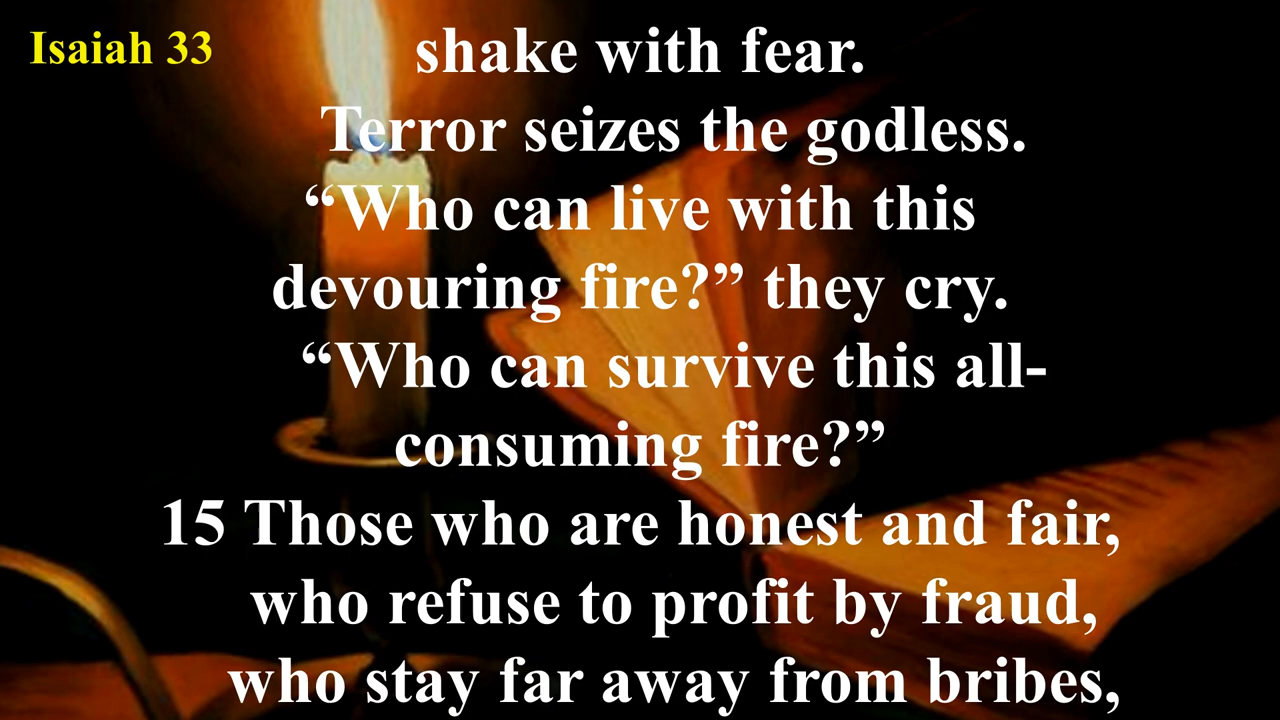 Isaiah 33
shake with fear.
Terror seizes the godless.
“Who can live with this
devouring fire?” they cry.
“Who can survive this all-
consuming fire?”
15 Those who are honest and fair,
who refuse to profit by fraud,
who stay far away from bribes,